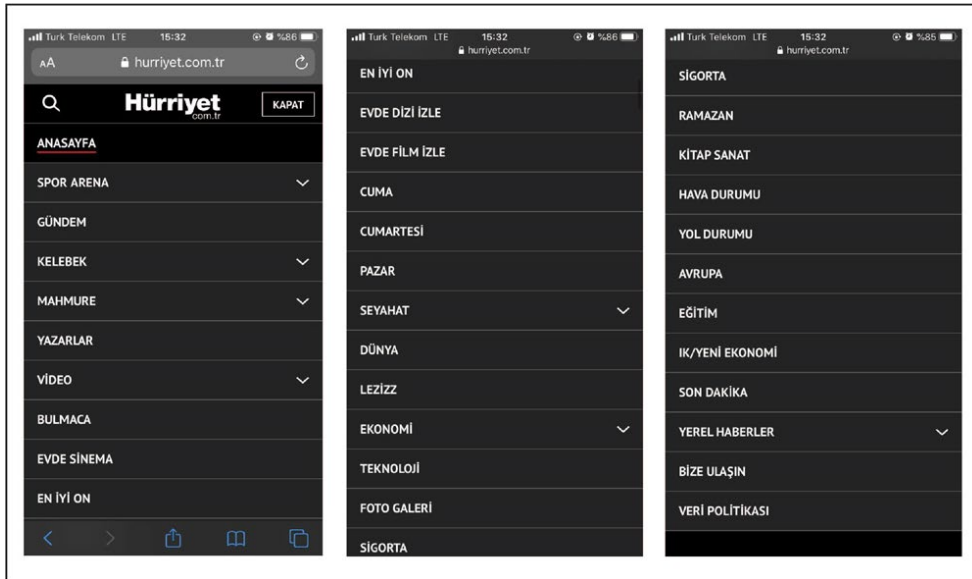 Turk Telekom LTE 15:32 %86
AA hurriyet.com.tr
Hürriyet KAPAT
com.tr
ANASAYFA
SPOR ARENA
GÜNDEM
KELEBEK
MAHMURE
YAZARLAR
VİDEO
BULMACA
EVDE SİNEMA
EN İYİ ON
Turk Telekom LTE 15:32 %86
hurriyet.com.tr
EN İYİ ON
EVDE DİZİ İZLE
EVDE FİLM İZLE
CUMA
CUMARTESİ
PAZAR
SEYAHAT
DÜNYA
LEZİZZ
EKONOMİ
TEKNOLOJİ
FOTO GALERİ
SİGORTA
Turk Telekom LTE 15:32 %85
hurriyet.com.tr
SİGORTA
RAMAZAN
KİTAP SANAT
HAVA DURUMU
YOL DURUMU
AVRUPA
EĞİTİM
IK/YENİ EKONOMİ
SON DAKİKA
YEREL HABERLER
BİZE ULAŞIN
VERİ POLİTİKASI